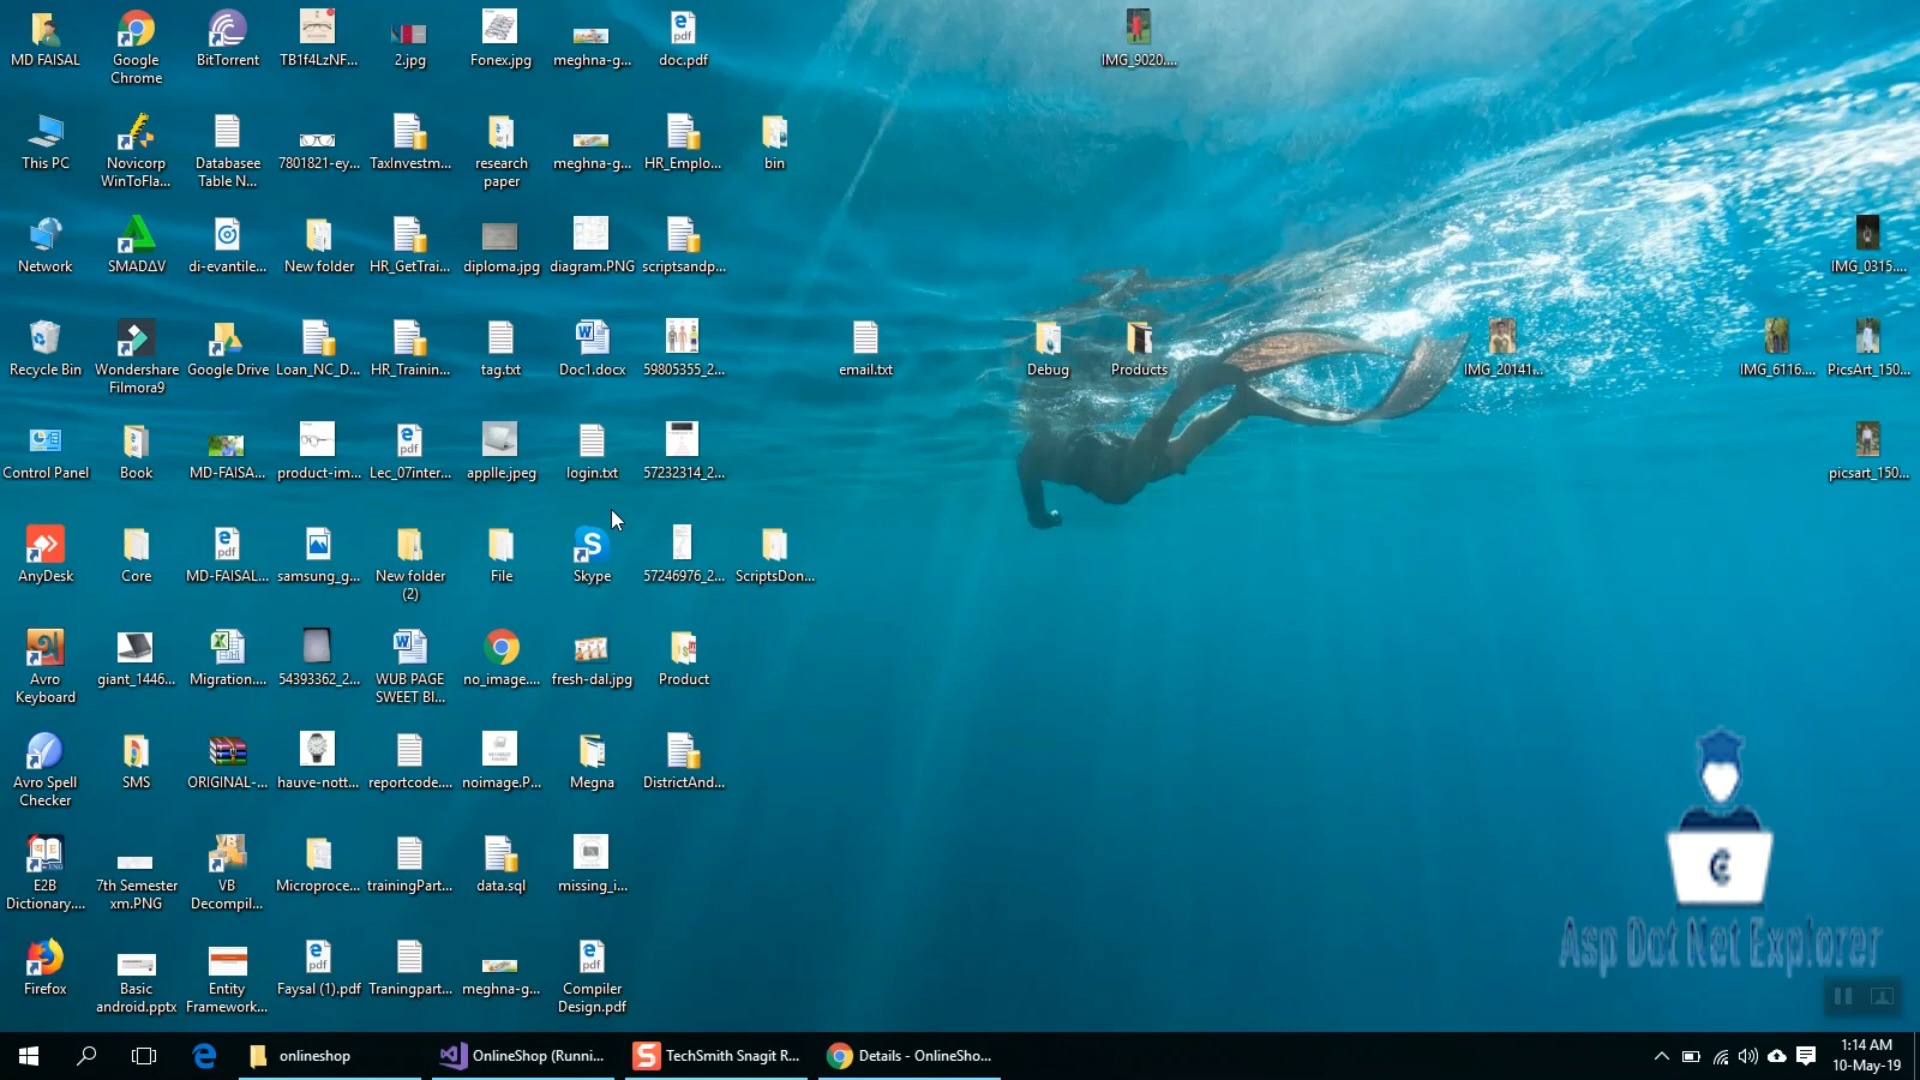 MD FAISAL
Google
Chrome
BitTorrent
TB1f4LzNF...
2.jpg
Fonex.jpg
meghna-g...
doc.pdf
IMG_9020....
This PC
Novicorp
WinToFla...
Databasee
Table N...
7801821-ey...
TaxInvestm...
research
paper
meghna-g...
HR_Emplo...
bin
Network
SMADAV
di-evantile...
New folder
HR_GetTrai...
diploma.jpg
diagram.PNG
scriptsandp...
IMG_0315....
Recycle Bin
Wondershare
Filmora9
Google Drive
Loan_NC_D...
HR_Trainin...
tag.txt
Doc1.docx
59805355_2...
email.txt
Debug
Products
IMG_20141...
IMG_6116....
PicsArt_150...
Control Panel
Book
MD-FAISA...
product-im...
Lec_07inter...
applle.jpeg
login.txt
57232314_2...
picsart_150...
AnyDesk
Core
MD-FAISAL...
samsung_g...
New folder
(2)
File
Skype
57246976_2...
ScriptsDon...
Avro
Keyboard
giant_1446...
Migration....
54393362_2...
WUB PAGE
SWEET BI...
no_image....
fresh-dal.jpg
Product
Avro Spell
Checker
SMS
ORIGINAL-...
hauve-nott...
reportcode....
noimage.P...
Megna
DistrictAnd...
E2B
Dictionary....
7th Semester
xm.PNG
VB
Decompil...
Microproce...
trainingPart...
data.sql
missing_i...
Asp Dot Net Explorer
Firefox
Basic
android.pptx
Entity
Framework...
Faysal (1).pdf
Traningpart...
meghna-g...
Compiler
Design.pdf
onlineshop
OnlineShop (Runni...
TechSmith Snagit R...
Details - OnlineSho...
1:14 AM
10-May-19